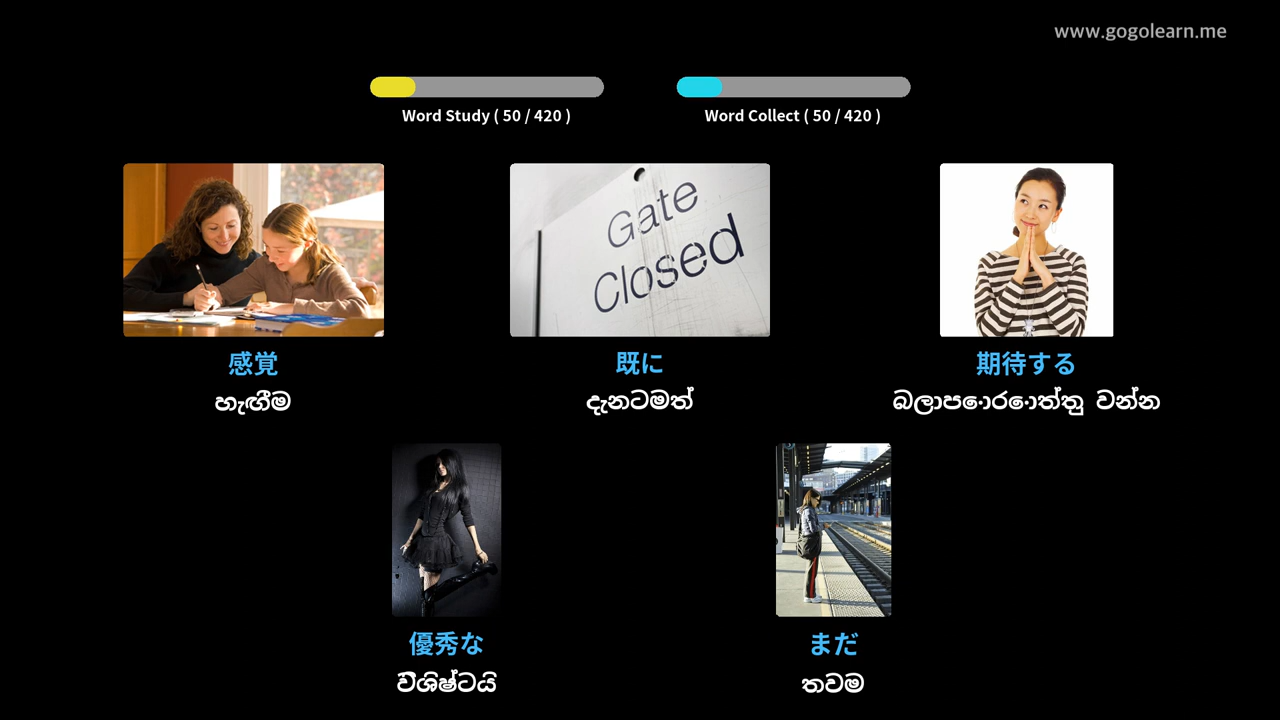 www.gogolearn.me
Word Study ( 50 / 420 )
Word Collect ( 50 / 420 )
Gate
Closed
感覚
හැඟීම
既に
දැනටමත්
期待する
බලාපොරොත්තු වන්න
優秀な
විශිෂ්ටයි
まだ
තවම